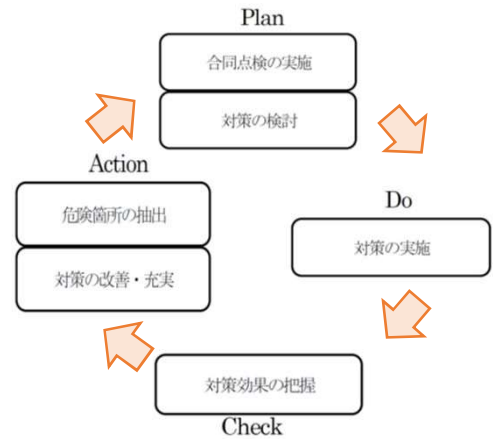 Plan
合同点検の実施
対策の検討
Do
対策の実施
対策効果の把握
Check
Action
危険箇所の抽出
対策の改善・充実